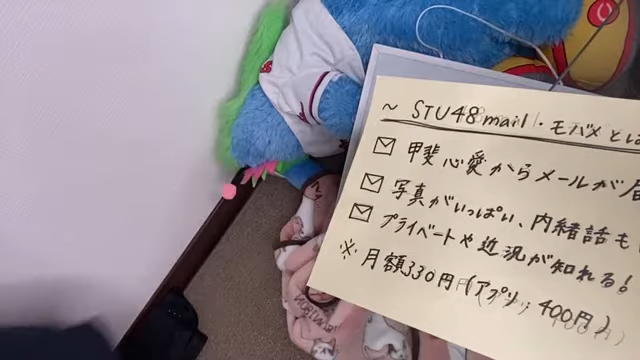 ～ STU48 mail・モバメとは
甲斐心愛からメールが届
写真がいっぱい、内緒話も
プライベートや近況が知れる!
※ 月額330円(アプリ: 400円)